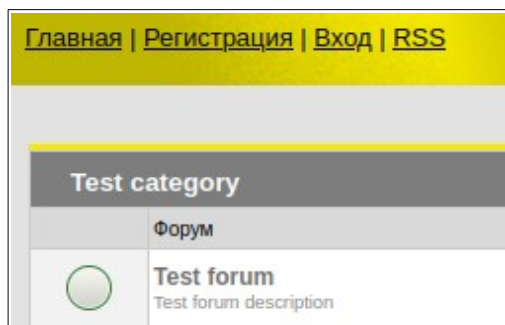 Главная | Регистрация | Вход | RSS
Test category
Форум
Test forum
Test forum description